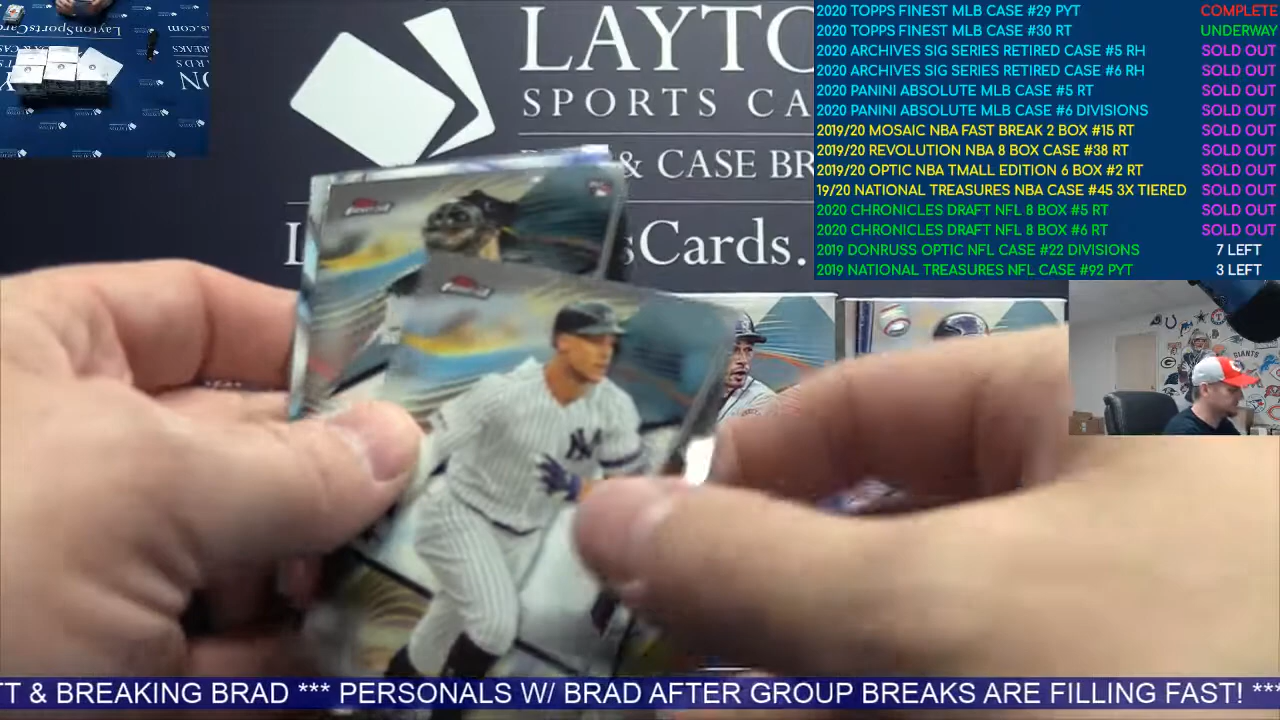 LAYTO
SPORTS CA
& CASE BR
sCards.
2020 TOPPS FINEST MLB CASE #29 PYT COMPLETE
2020 TOPPS FINEST MLB CASE #30 RT UNDERWAY
2020 ARCHIVES SIG SERIES RETIRED CASE #5 RH SOLD OUT
2020 ARCHIVES SIG SERIES RETIRED CASE #6 RH SOLD OUT
2020 PANINI ABSOLUTE MLB CASE #5 RT SOLD OUT
2020 PANINI ABSOLUTE MLB CASE #6 DIVISIONS SOLD OUT
2019/20 MOSAIC NBA FAST BREAK 2 BOX #15 RT SOLD OUT
2019/20 REVOLUTION NBA 8 BOX CASE #38 RT SOLD OUT
2019/20 OPTIC NBA TMALL EDITION 6 BOX #2 RT SOLD OUT
19/20 NATIONAL TREASURES NBA CASE #45 3X TIERED SOLD OUT
2020 CHRONICLES DRAFT NFL 8 BOX #5 RT SOLD OUT
2020 CHRONICLES DRAFT NFL 8 BOX #6 RT SOLD OUT
2019 DONRUSS OPTIC NFL CASE #22 DIVISIONS 7 LEFT
2019 NATIONAL TREASURES NFL CASE #92 PYT 3 LEFT
GIANTS
TT & BREAKING BRAD *** PERSONALS W/ BRAD AFTER GROUP BREAKS ARE FILLING FAST! ***